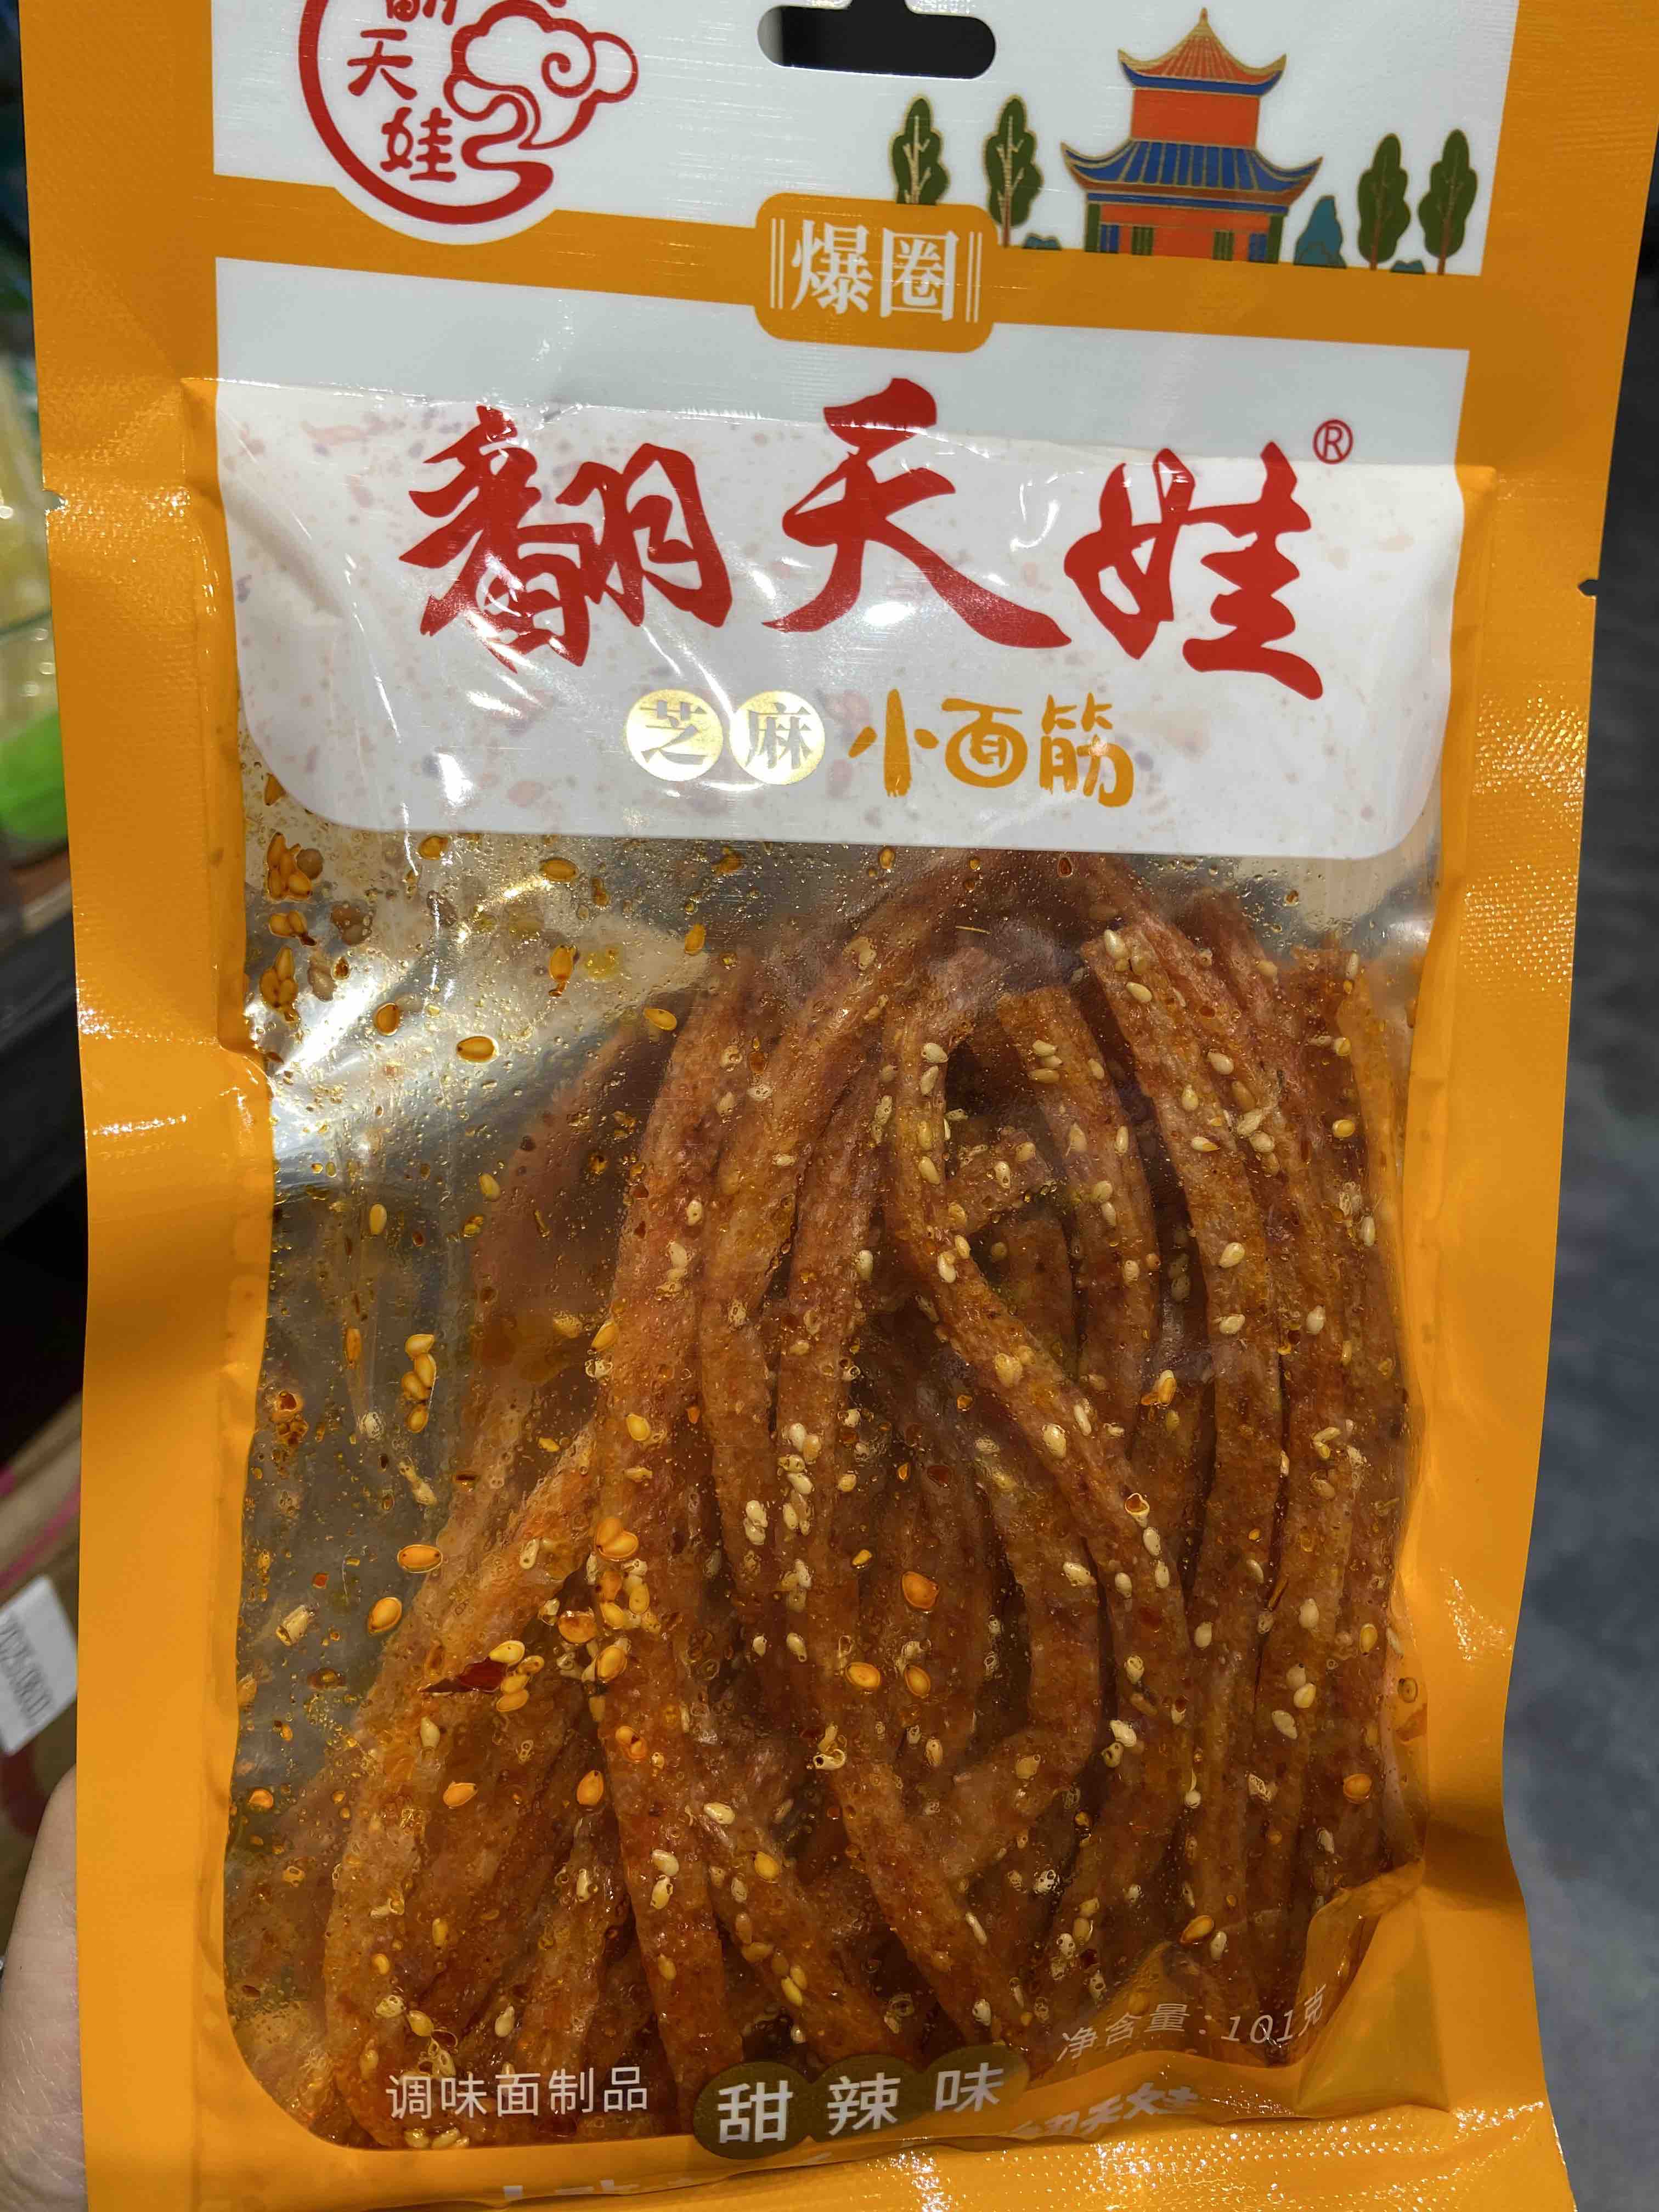 翻
天
娃
爆圈
翻天娃®
芝麻小面筋
净含量:101克
调味面制品
甜辣味